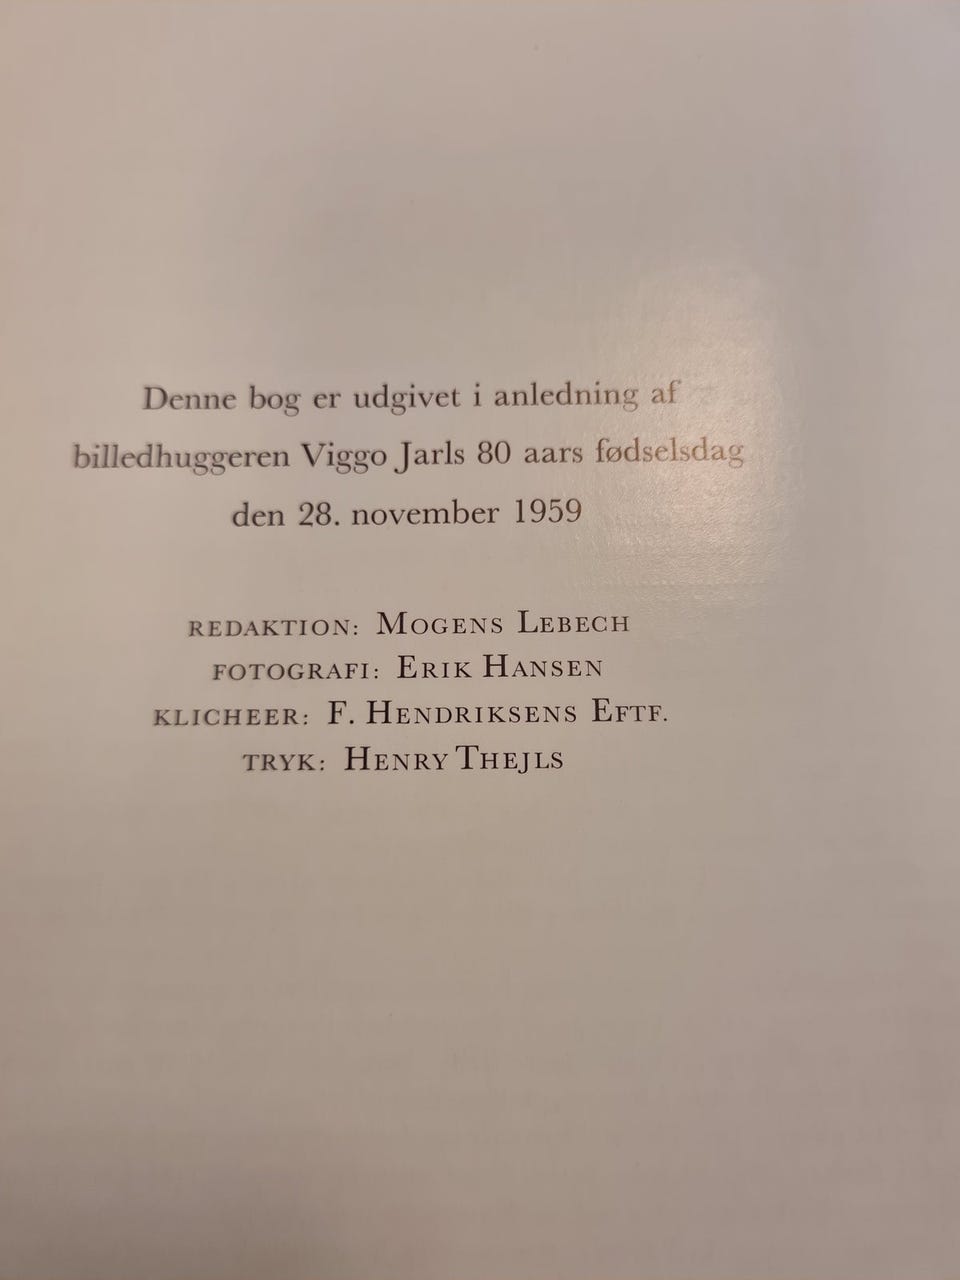 Denne bog er udgivet i anledning af
billedhuggeren Viggo Jarls 80 aars fødselsdag
den 28. november 1959
REDAKTION: MOGENS LEBECH
FOTOGRAFI: ERIK HANSEN
KLICHEER: F. HENDRIKSENS EFTF.
TRYK: HENRY THEJLS